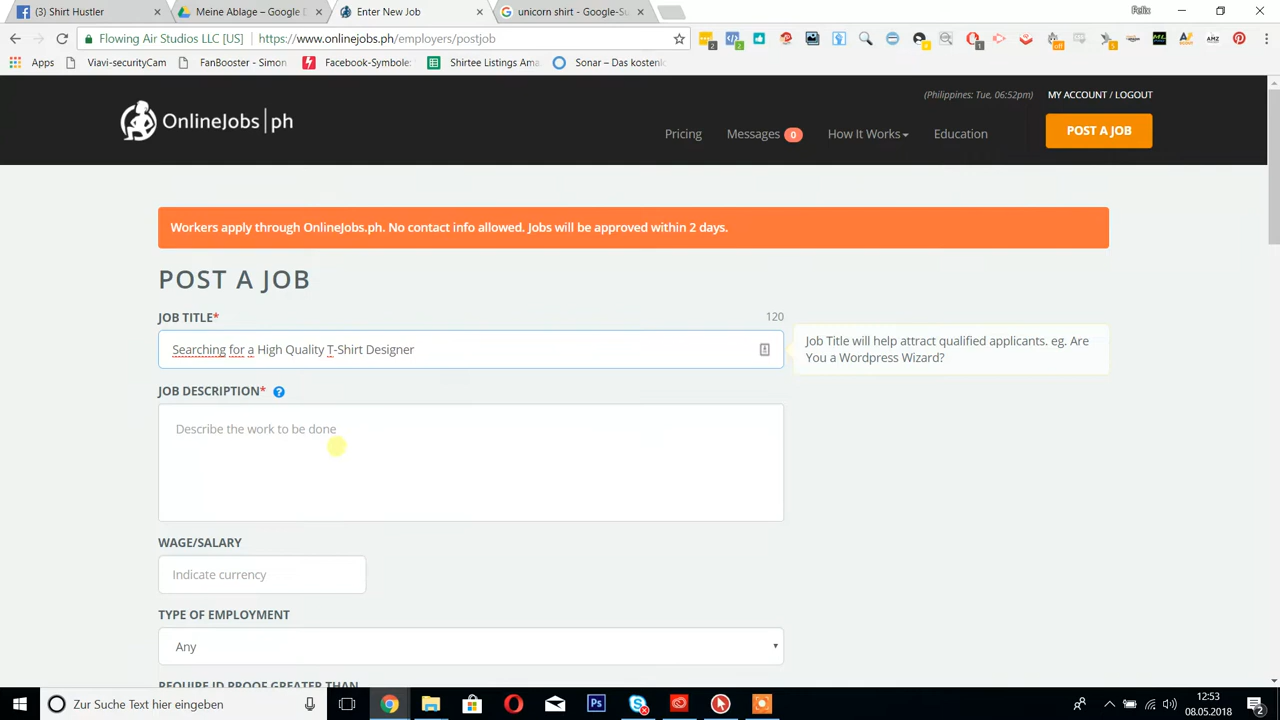 (3) Shirt Hustler
Meine Ablage – Google D
Enter New Job
unicorn shirt - Google-Su
Felix
Flowing Air Studios LLC [US]
https://www.onlinejobs.ph/employers/postjob
Apps
Viavi-securityCam
FanBooster - Simon
Facebook-Symbole:
Shirtee Listings Ama
Sonar – Das kostenl
(Philippines: Tue, 06:52pm)
MY ACCOUNT / LOGOUT
OnlineJobs|ph
Pricing
Messages 0
How It Works
Education
POST A JOB
Workers apply through OnlineJobs.ph. No contact info allowed. Jobs will be approved within 2 days.
POST A JOB
JOB TITLE*
120
Searching for a High Quality T-Shirt Designer
Job Title will help attract qualified applicants. eg. Are
You a Wordpress Wizard?
JOB DESCRIPTION* ?
Describe the work to be done
WAGE/SALARY
Indicate currency
TYPE OF EMPLOYMENT
Any
REQUIRE ID PROOF GREATER THAN
Zur Suche Text hier eingeben
12:53
08.05.2018